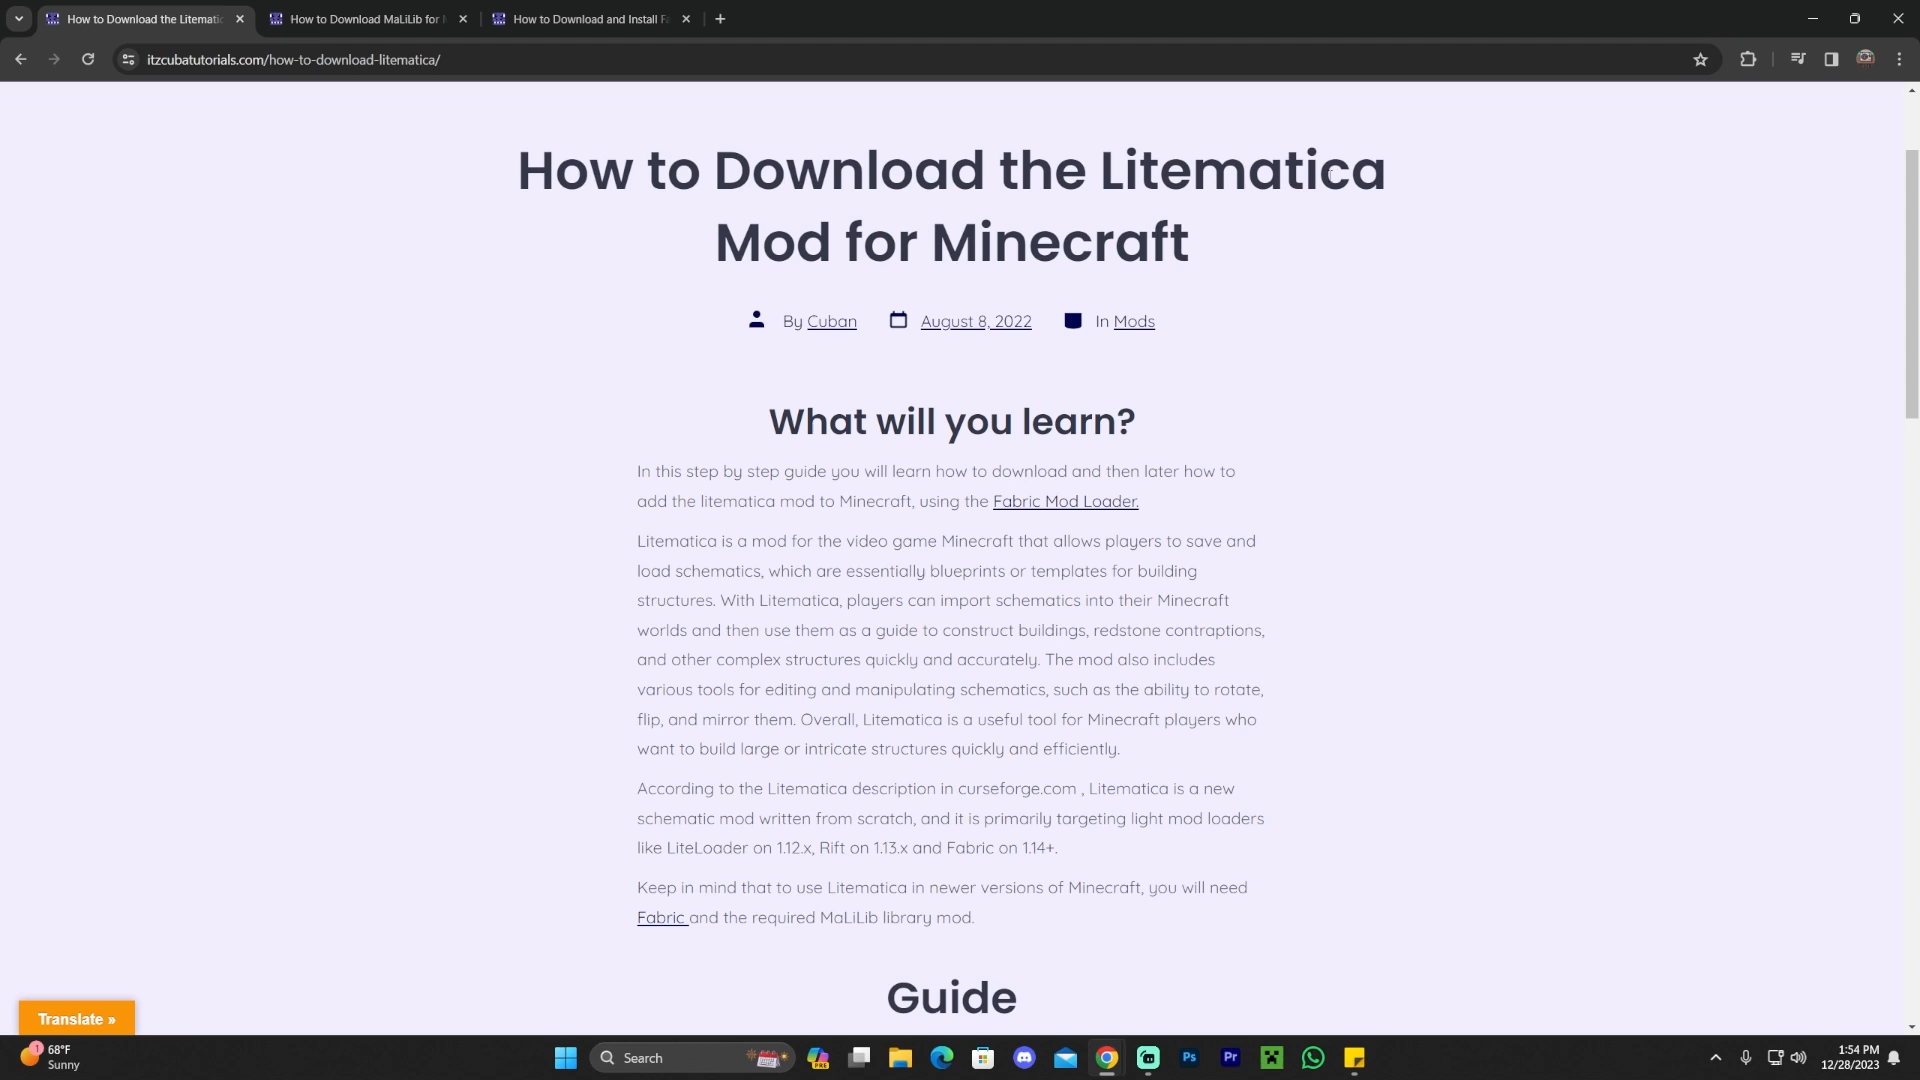 How to Download the Litematic
How to Download MaLiLib for
How to Download and Install Fa
itzcubatutorials.com/how-to-download-litematica/
How to Download the Litematica
Mod for Minecraft
By Cuban
August 8, 2022
In Mods
What will you learn?
In this step by step guide you will learn how to download and then later how to
add the litematica mod to Minecraft, using the Fabric Mod Loader.
Litematica is a mod for the video game Minecraft that allows players to save and
load schematics, which are essentially blueprints or templates for building
structures. With Litematica, players can import schematics into their Minecraft
worlds and then use them as a guide to construct buildings, redstone contraptions,
and other complex structures quickly and accurately. The mod also includes
various tools for editing and manipulating schematics, such as the ability to rotate,
flip, and mirror them. Overall, Litematica is a useful tool for Minecraft players who
want to build large or intricate structures quickly and efficiently.
According to the Litematica description in curseforge.com , Litematica is a new
schematic mod written from scratch, and it is primarily targeting light mod loaders
like LiteLoader on 1.12.x, Rift on 1.13.x and Fabric on 1.14+.
Keep in mind that to use Litematica in newer versions of Minecraft, you will need
Fabric and the required MaLiLib library mod.
Guide
Translate »
1
68°F
Sunny
Search
PRE
Ps
Pr
1:54 PM
12/28/2023